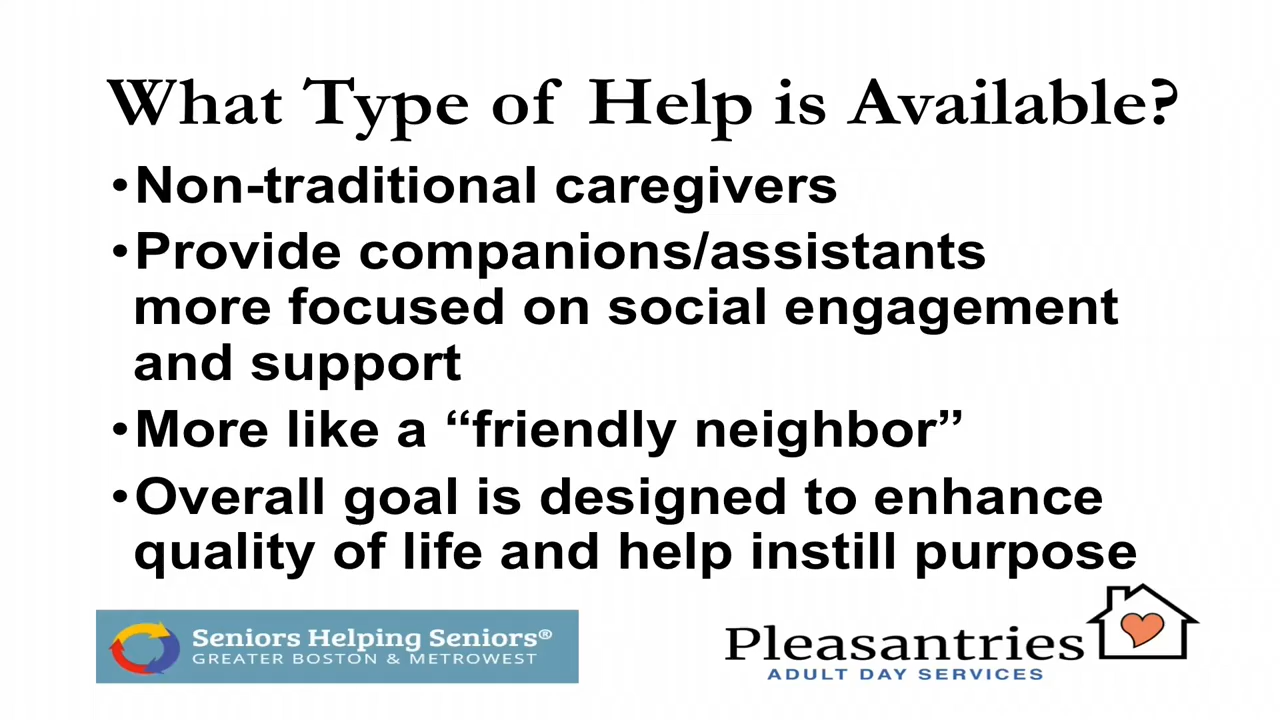 What Type of Help is Available?
•Non-traditional caregivers
•Provide companions/assistants
more focused on social engagement
and support
•More like a “friendly neighbor”
•Overall goal is designed to enhance
quality of life and help instill purpose
Seniors Helping Seniors®
GREATER BOSTON & METROWEST
Pleasantries
ADULT DAY SERVICES